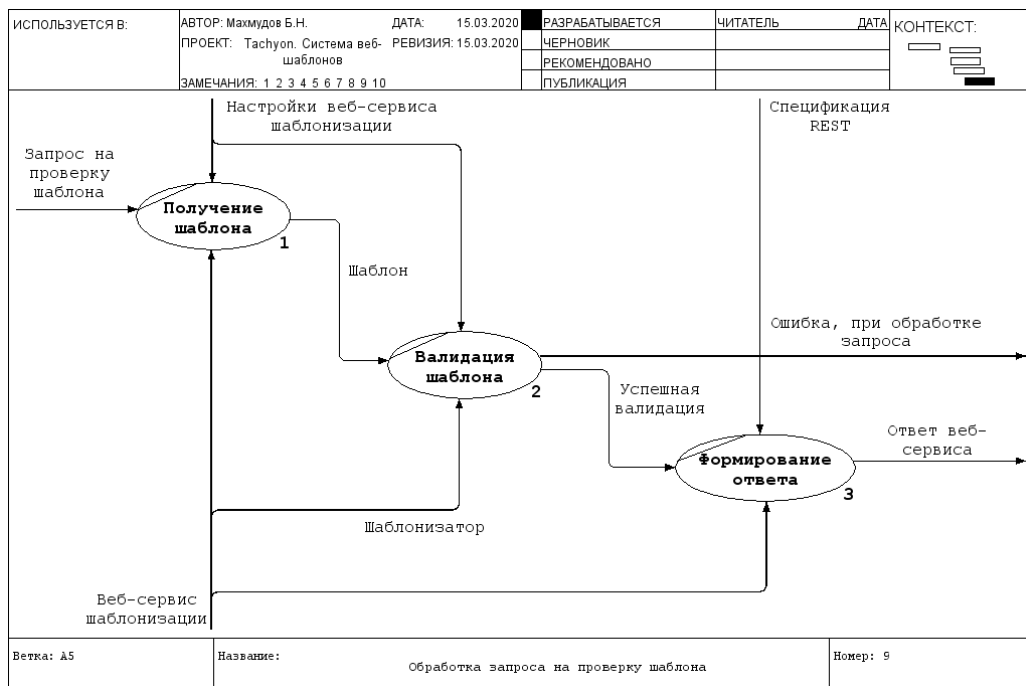 ИСПОЛЬЗУЕТСЯ В:
АВТОР: Махмудов Б.Н.
ДАТА: 15.03.2020
ПРОЕКТ: Tachyon. Система веб-
шаблонов
РЕВИЗИЯ: 15.03.2020
ЗАМЕЧАНИЯ: 1 2 3 4 5 6 7 8 9 10
РАЗРАБАТЫВАЕТСЯ
ЧЕРНОВИК
РЕКОМЕНДОВАНО
ПУБЛИКАЦИЯ
ЧИТАТЕЛЬ
ДАТА
КОНТЕКСТ:
Настройки веб-сервиса
шаблонизации
Спецификация
REST
Запрос на
проверку
шаблона
Получение
шаблона
1
Шаблон
Валидация
шаблона
2
Ошибка, при обработке
запроса
Успешная
валидация
Формирование
ответа
3
Ответ веб-
сервиса
Шаблонизатор
Веб-сервис
шаблонизации
Ветка: A5
Название:
Обработка запроса на проверку шаблона
Номер: 9